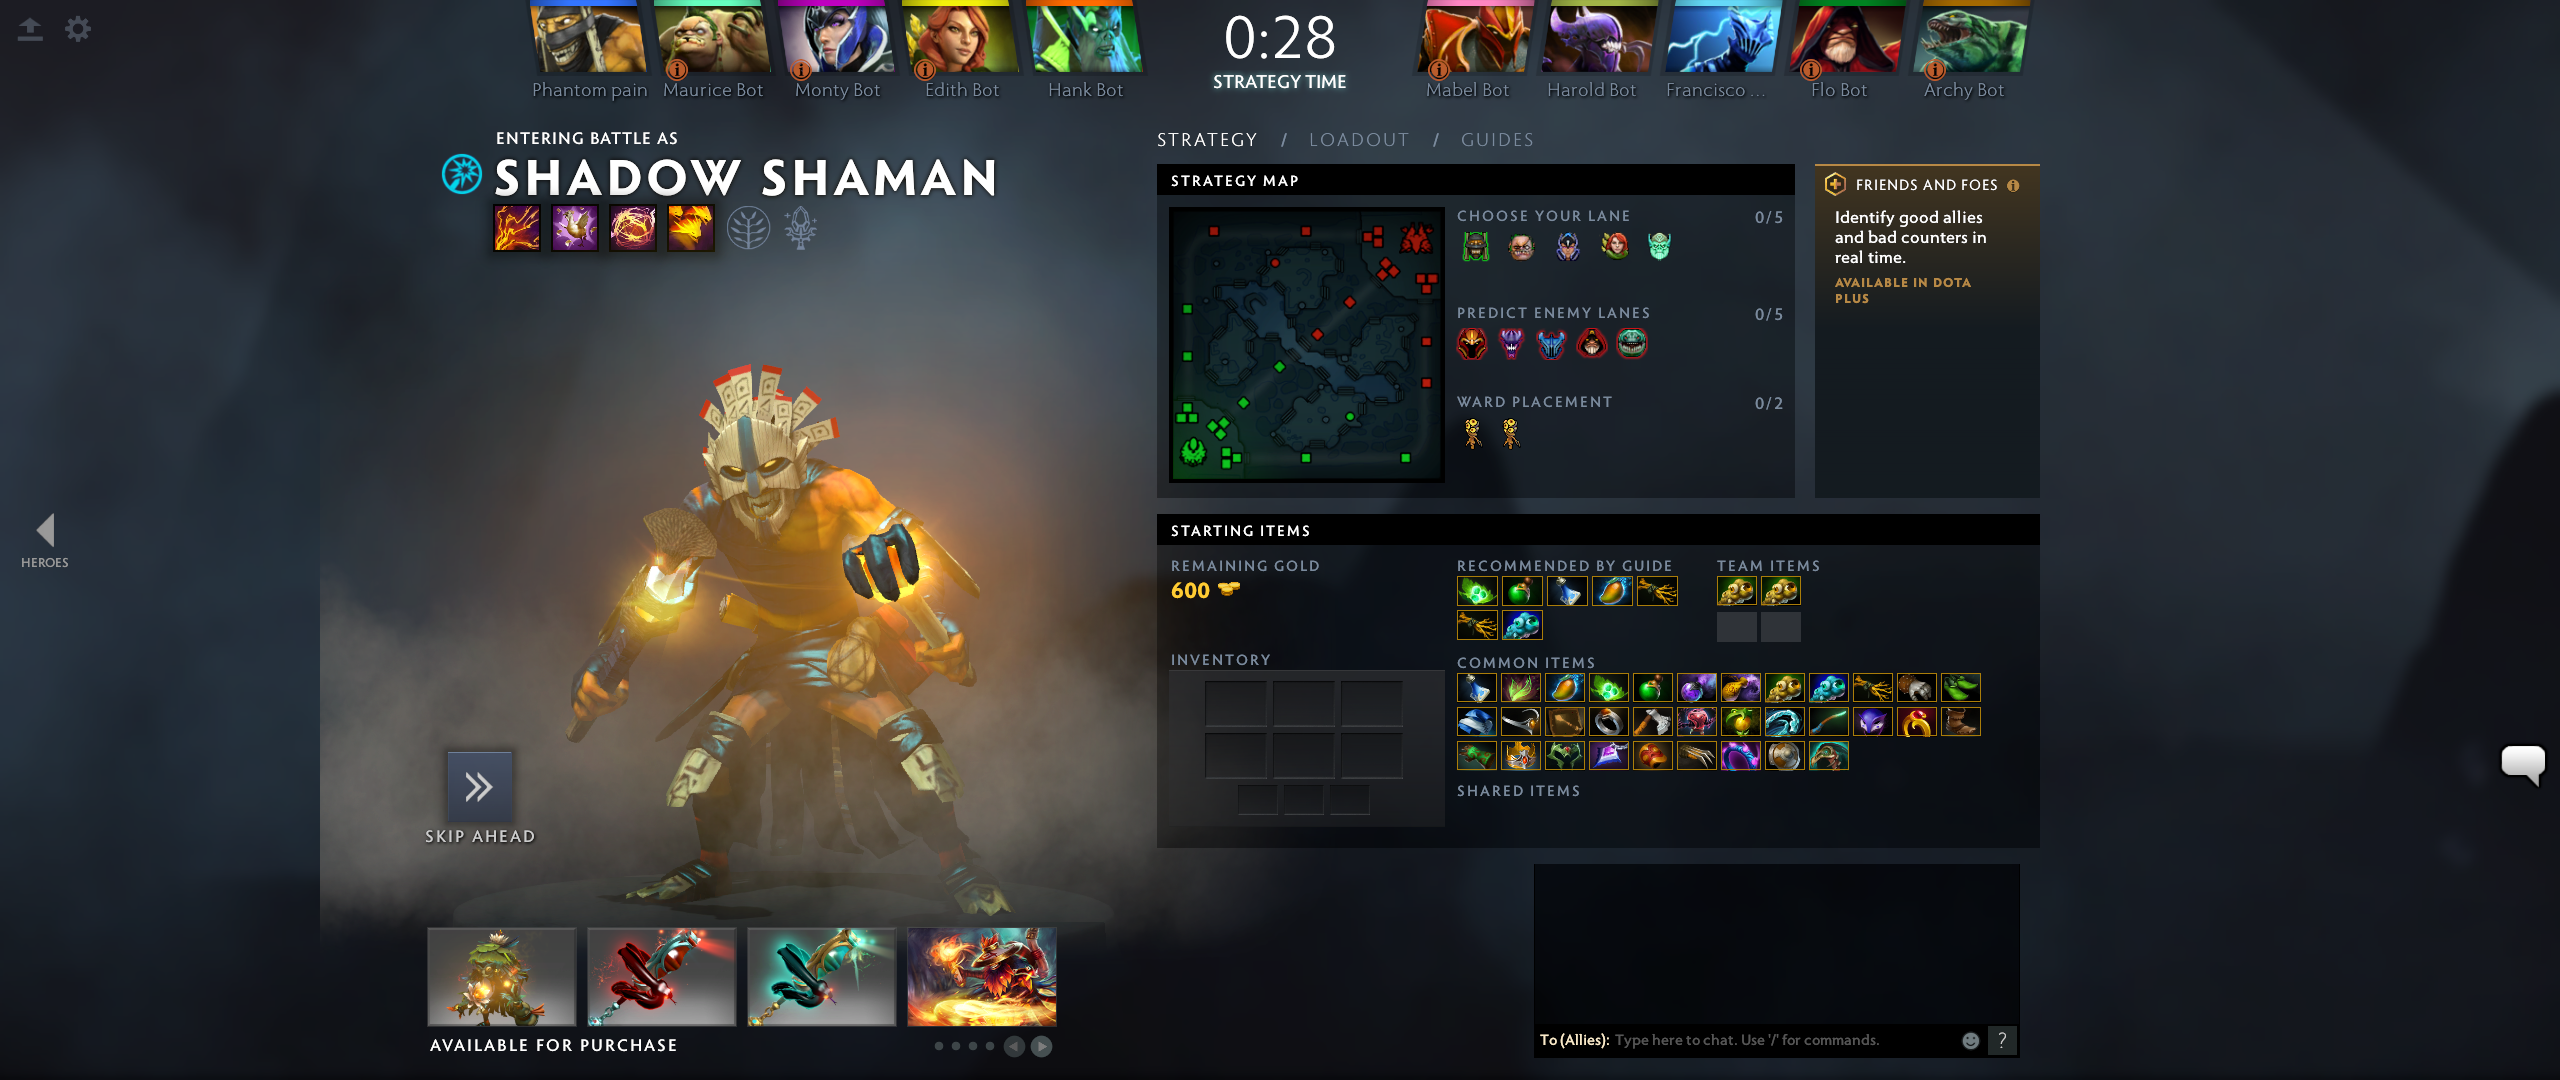 0:28
STRATEGY TIME
Phantom pain
Maurice Bot
Monty Bot
Edith Bot
Hank Bot
Mabel Bot
Harold Bot
Francisco ...
Flo Bot
Archy Bot
ENTERING BATTLE AS
SHADOW SHAMAN
HEROES
SKIP AHEAD
AVAILABLE FOR PURCHASE
STRATEGY / LOADOUT / GUIDES
STRATEGY MAP
CHOOSE YOUR LANE 0/5
PREDICT ENEMY LANES 0/5
WARD PLACEMENT 0/2
FRIENDS AND FOES
Identify good allies
and bad counters in
real time.
AVAILABLE IN DOTA
PLUS
STARTING ITEMS
REMAINING GOLD
600
INVENTORY
RECOMMENDED BY GUIDE
TEAM ITEMS
COMMON ITEMS
SHARED ITEMS
To (Allies): Type here to chat. Use '/' for commands.
?